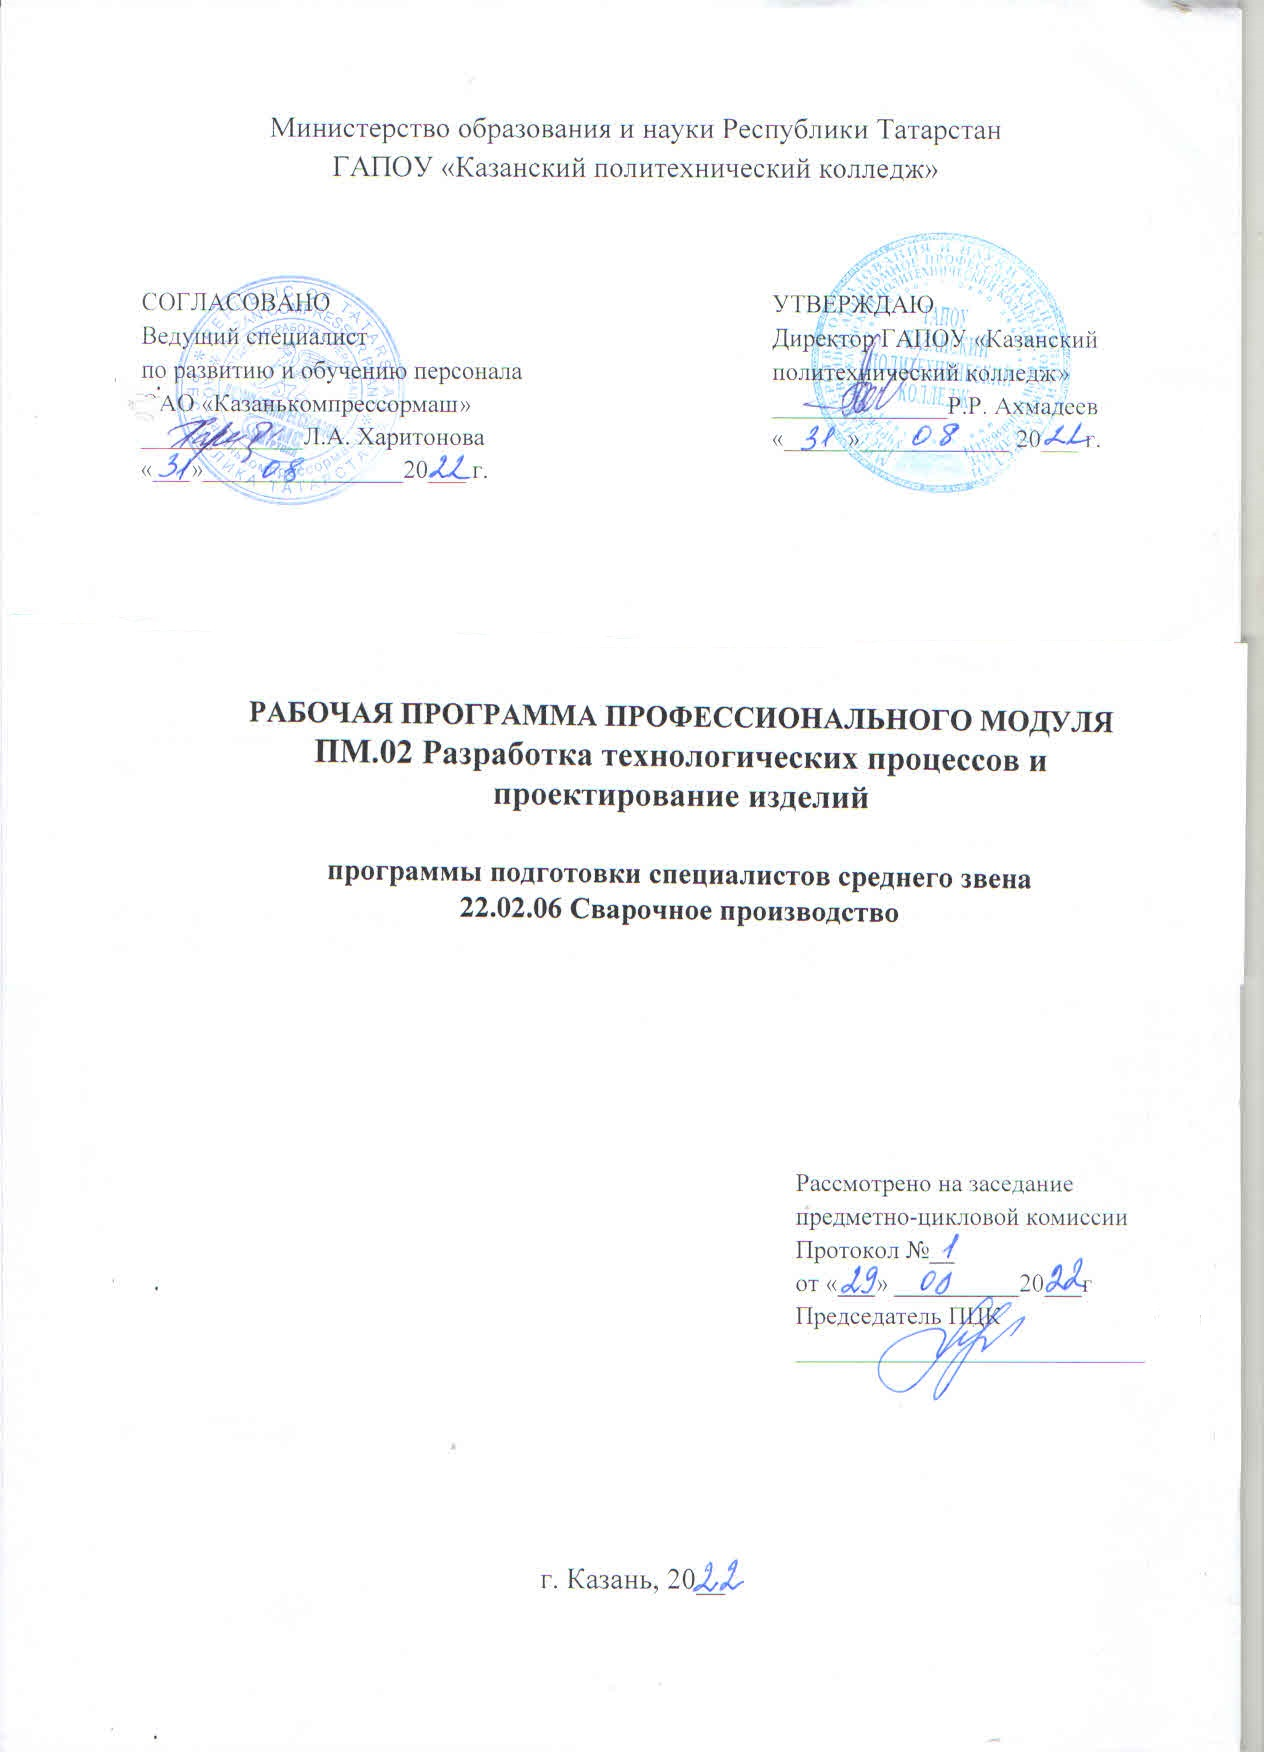 Министерство образования и науки Республики Татарстан
ГАПОУ «Казанский политехнический колледж»
СОГЛАСОВАНО
Ведущий специалист
по развитию и обучению персонала
АО «Казанькомпрессормаш»
Л.А. Харитонова
«31» 08 2022 г.
УТВЕРЖДАЮ
Директор ГАПОУ «Казанский
политехнический колледж»
Р.Р. Ахмадеев
«31» 08 2022 г.
РАБОЧАЯ ПРОГРАММА ПРОФЕССИОНАЛЬНОГО МОДУЛЯ
ПМ.02 Разработка технологических процессов и
проектирование изделий
программы подготовки специалистов среднего звена
22.02.06 Сварочное производство
Рассмотрено на заседание
предметно-цикловой комиссии
Протокол № 1
от «29» 08 2022г
Председатель ПЦК
г. Казань, 2022